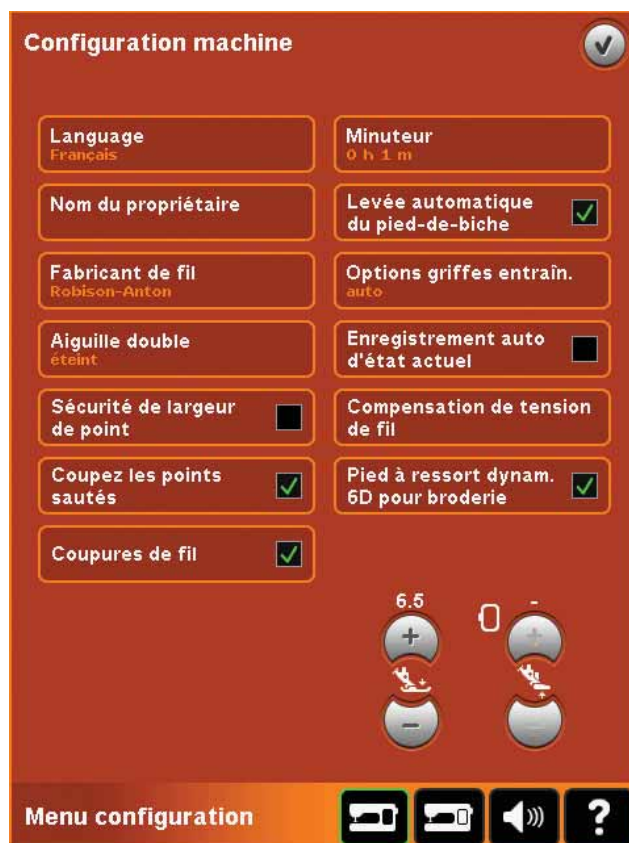 Configuration machine
Language
Français
Nom du propriétaire
Fabricant de fil
Robison-Anton
Aiguille double
éteint
Sécurité de largeur
de point
Coupez les points
sautés
Coupures de fil
Minuteur
0 h 1 m
Levée automatique
du pied-de-biche
Options griffes entraîn.
auto
Enregistrement auto
d'état actuel
Compensation de tension
de fil
Pied à ressort dynam.
6D pour broderie
6.5
-
+
+
-
-
Menu configuration
?